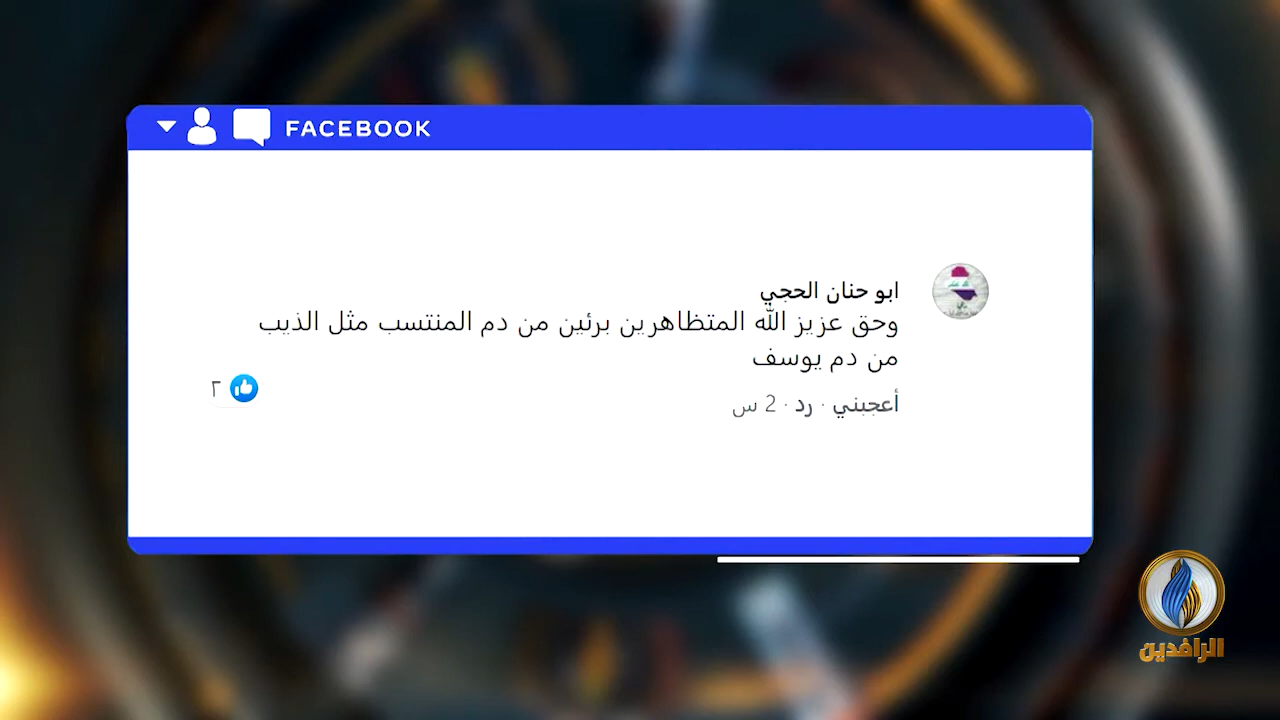 FACEBOOK
ابو حنان الحجي
وحق عزيز الله المتظاهرين برئين من دم المنتسب مثل الذيب
من دم يوسف
أعجبني · رد · 2 س
٢
الرافدين